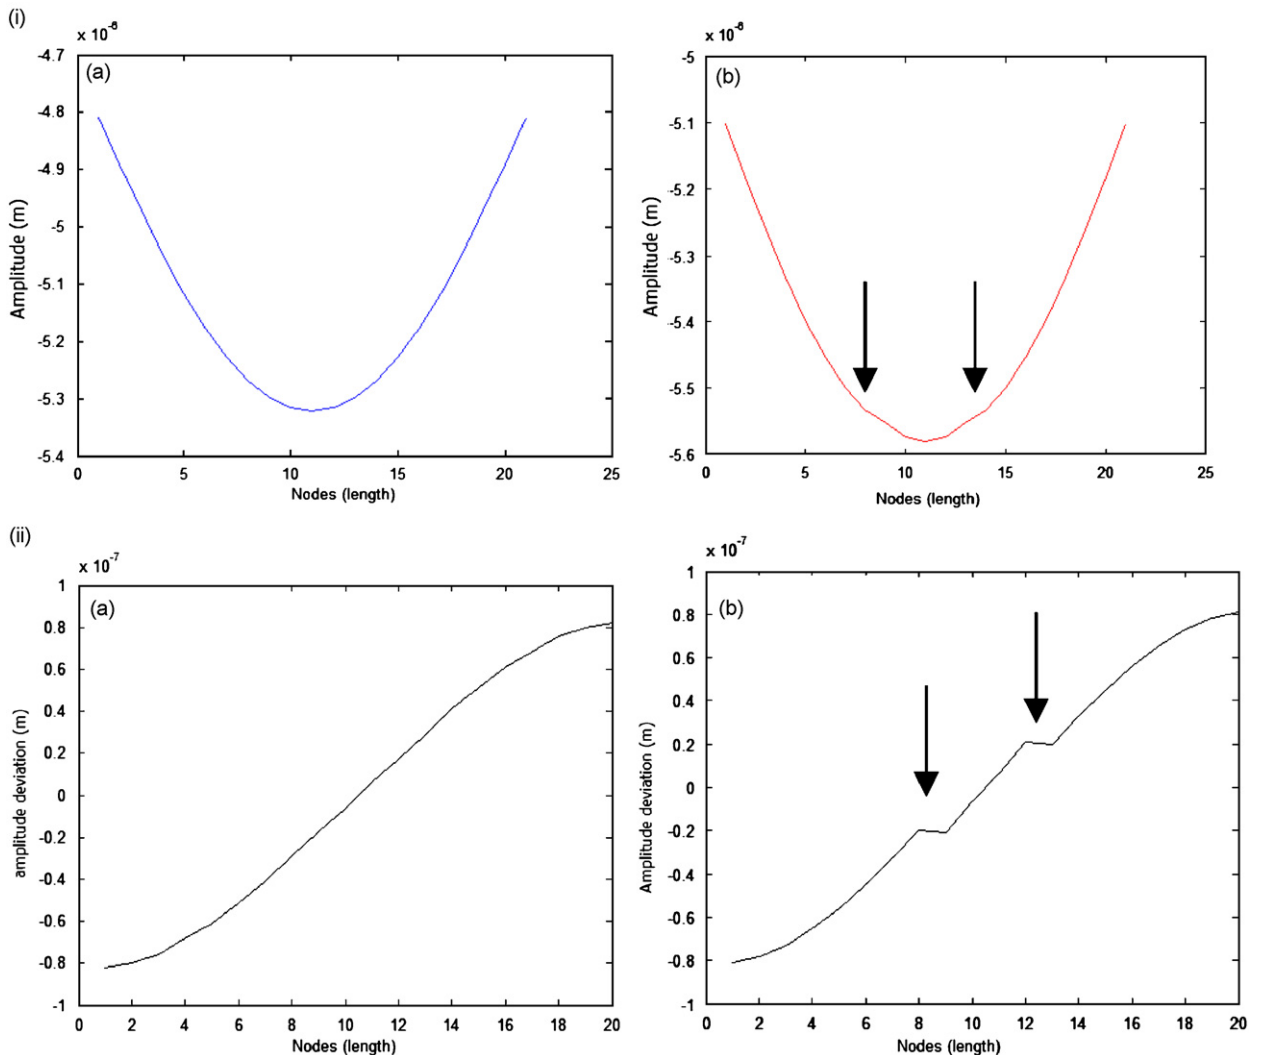 (i)
x 10^-6
(a)
-4.7
-4.8
-4.9
-5
-5.1
-5.2
-5.3
-5.4
Amplitude (m)
0 5 10 15 20 25
Nodes (length)
x 10^-6
(b)
-5
-5.1
-5.2
-5.3
-5.4
-5.5
-5.6
Amplitude (m)
0 5 10 15 20 25
Nodes (length)
(ii)
x 10^-7
(a)
1
0.8
0.6
0.4
0.2
0
-0.2
-0.4
-0.6
-0.8
-1
amplitude deviation (m)
0 2 4 6 8 10 12 14 16 18 20
Nodes (length)
x 10^-7
(b)
1
0.8
0.6
0.4
0.2
0
-0.2
-0.4
-0.6
-0.8
-1
Amplitude deviation (m)
0 2 4 6 8 10 12 14 16 18 20
Nodes (length)